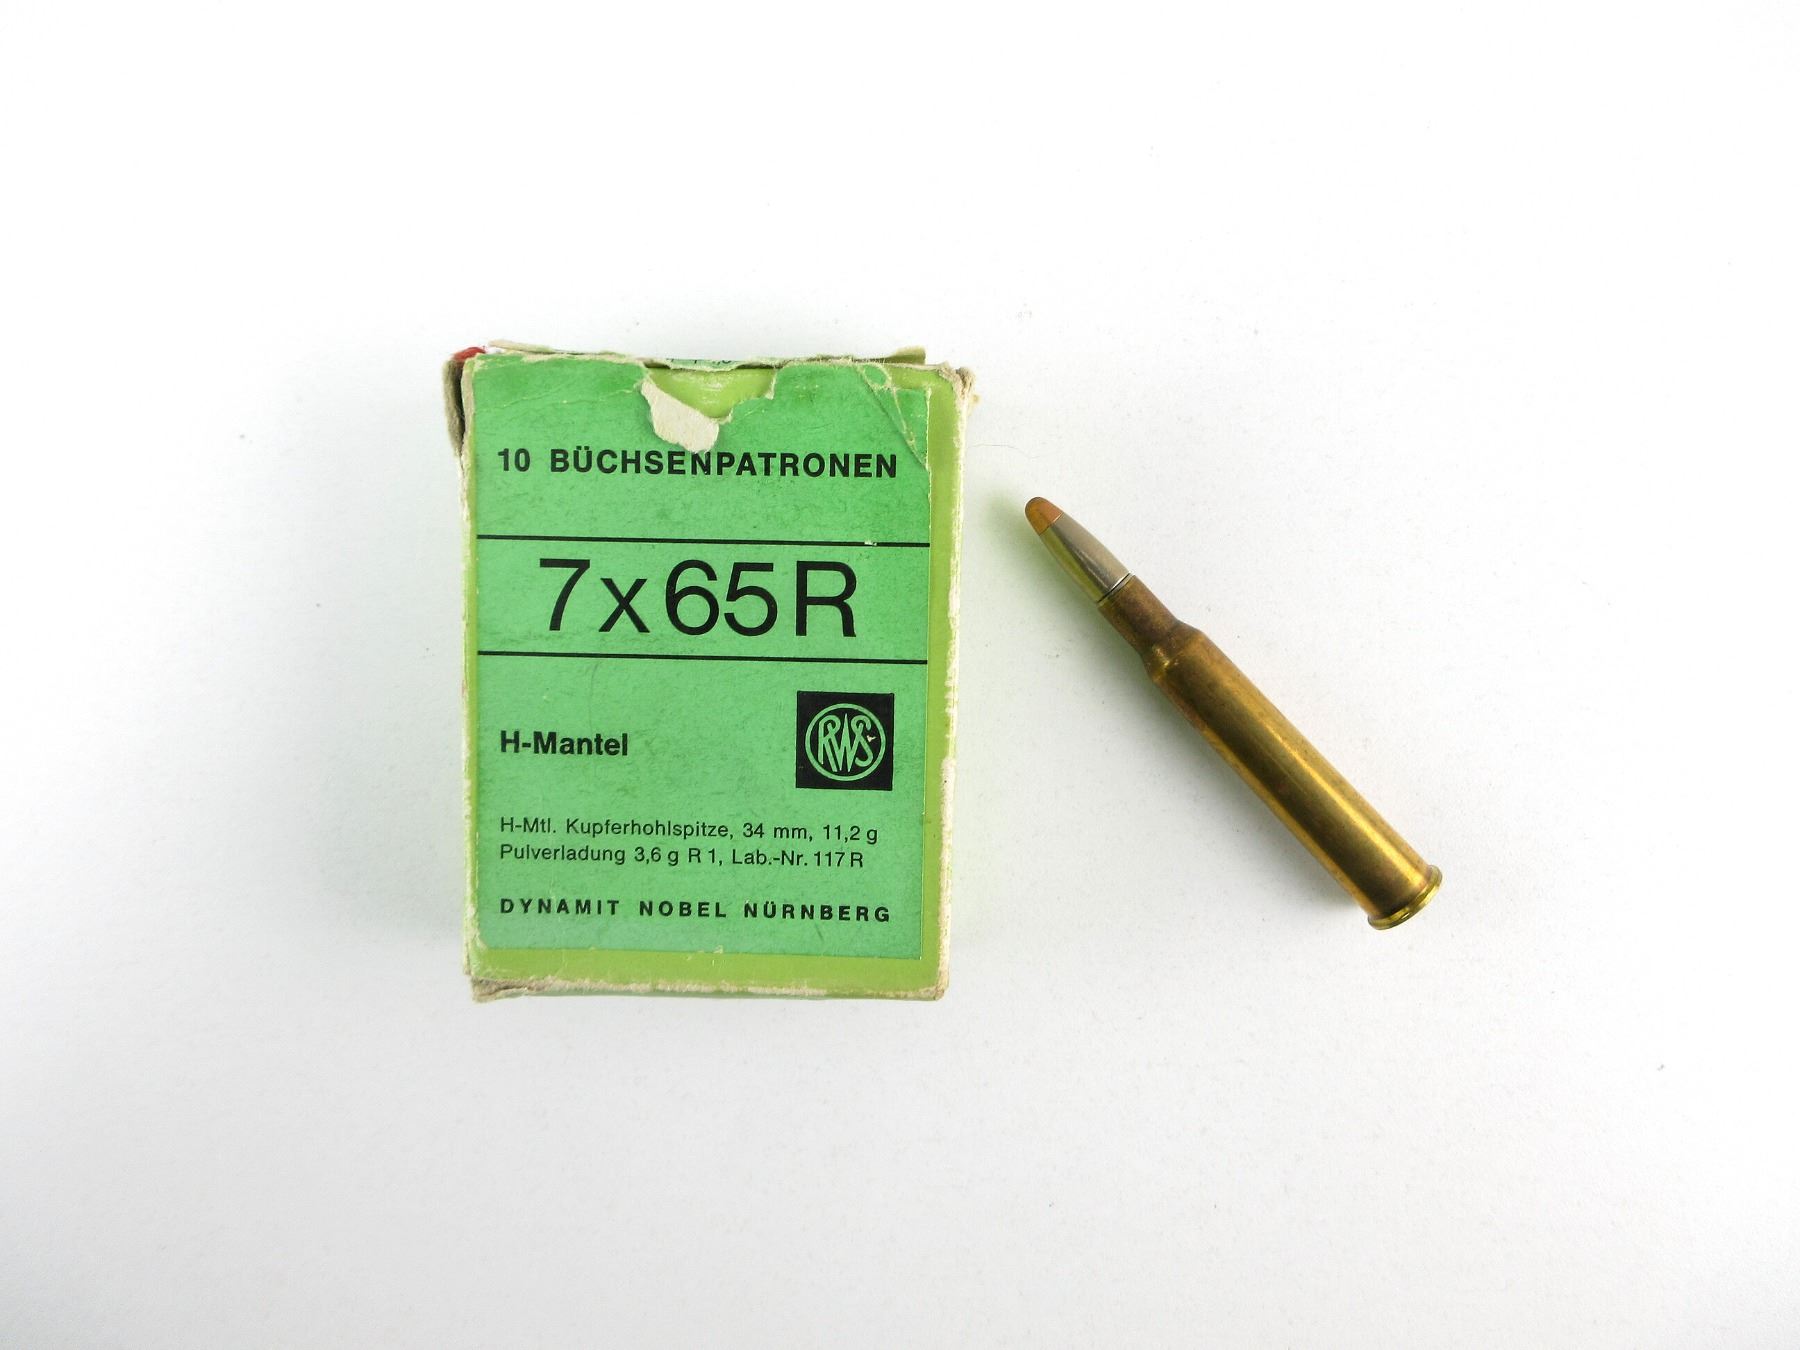 10 BÜCHSENPATRONEN
7x65R
H-Mantel
RWS
H-Mtl. Kupferhohlspitze, 34 mm, 11,2 g
Pulverladung 3,6 g R 1, Lab.-Nr. 117 R
DYNAMIT NOBEL NÜRNBERG